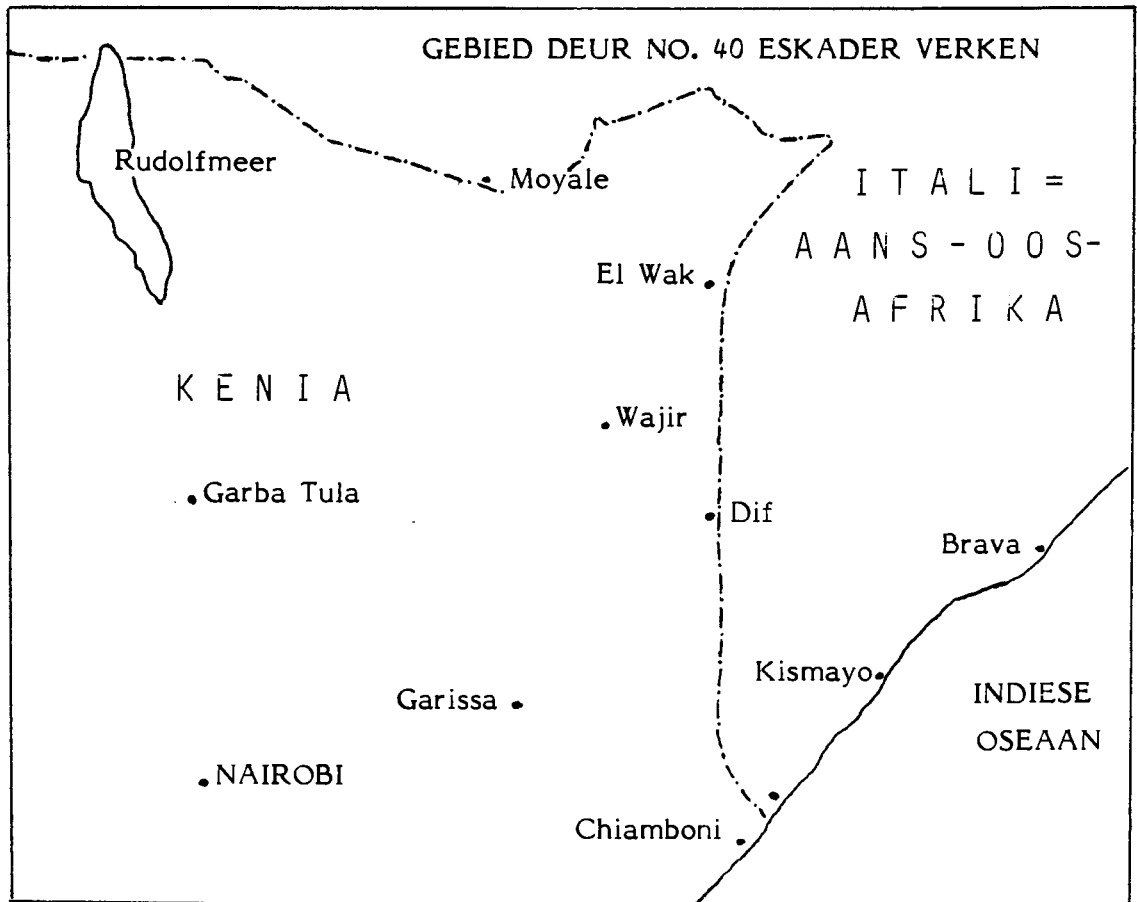 GEBIED DEUR NO. 40 ESKADER VERKEN
Rudolfmeer
Moyale
I T A L I =
A A N S - O O S -
A F R I K A
El Wak
K E N I A
Wajir
Garba Tula
Dif
Brava
Kismayo
Garissa
INDIESE
OSEAAN
NAIROBI
Chiamboni